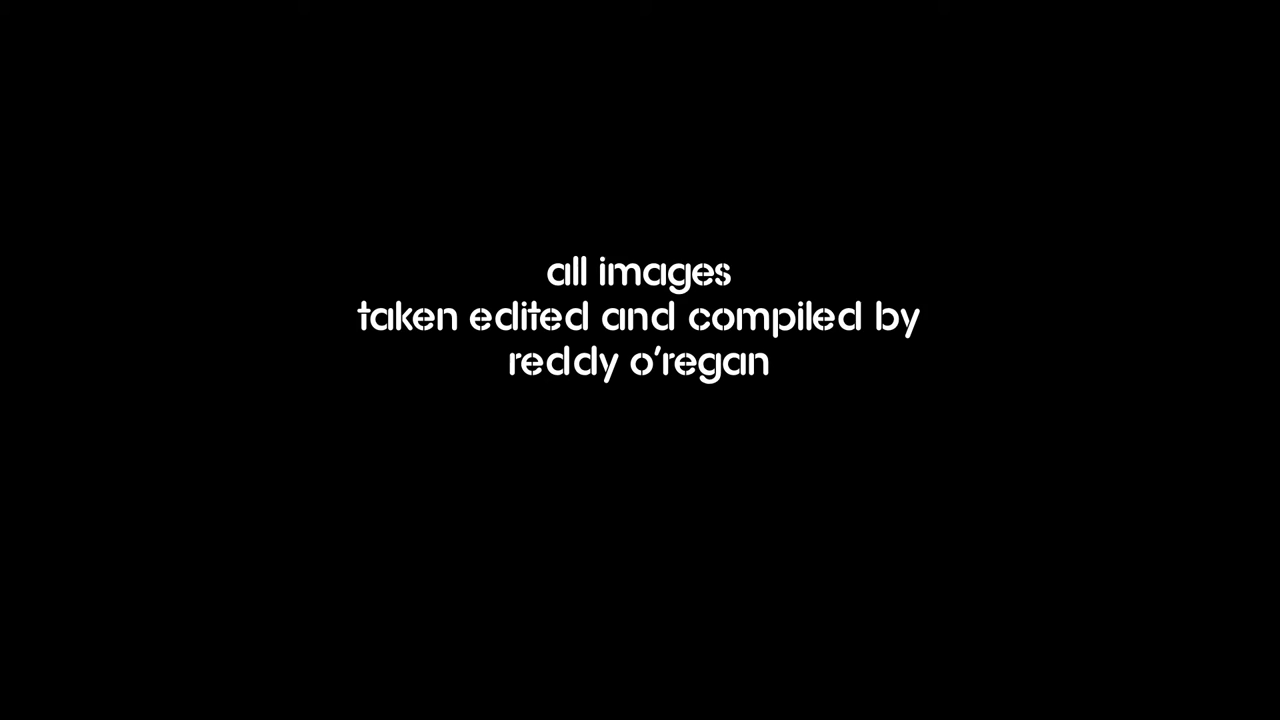 all images
taken edited and compiled by
reddy o'regan